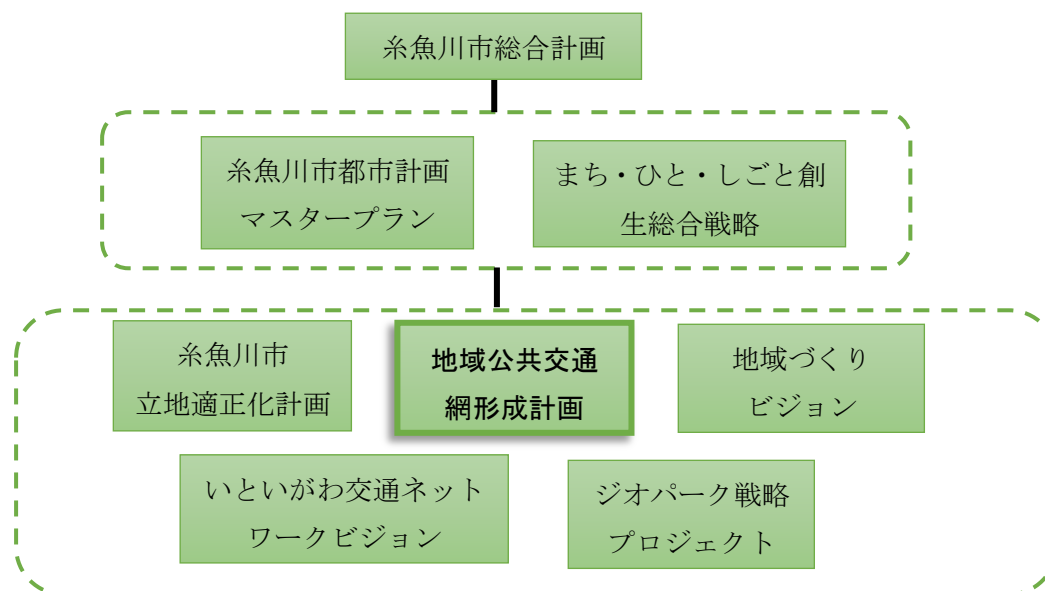 糸魚川市総合計画
糸魚川市都市計画
マスタープラン
まち・ひと・しごと創
生総合戦略
糸魚川市
立地適正化計画
地域公共交通
網形成計画
地域づくり
ビジョン
いといがわ交通ネット
ワークビジョン
ジオパーク戦略
プロジェクト